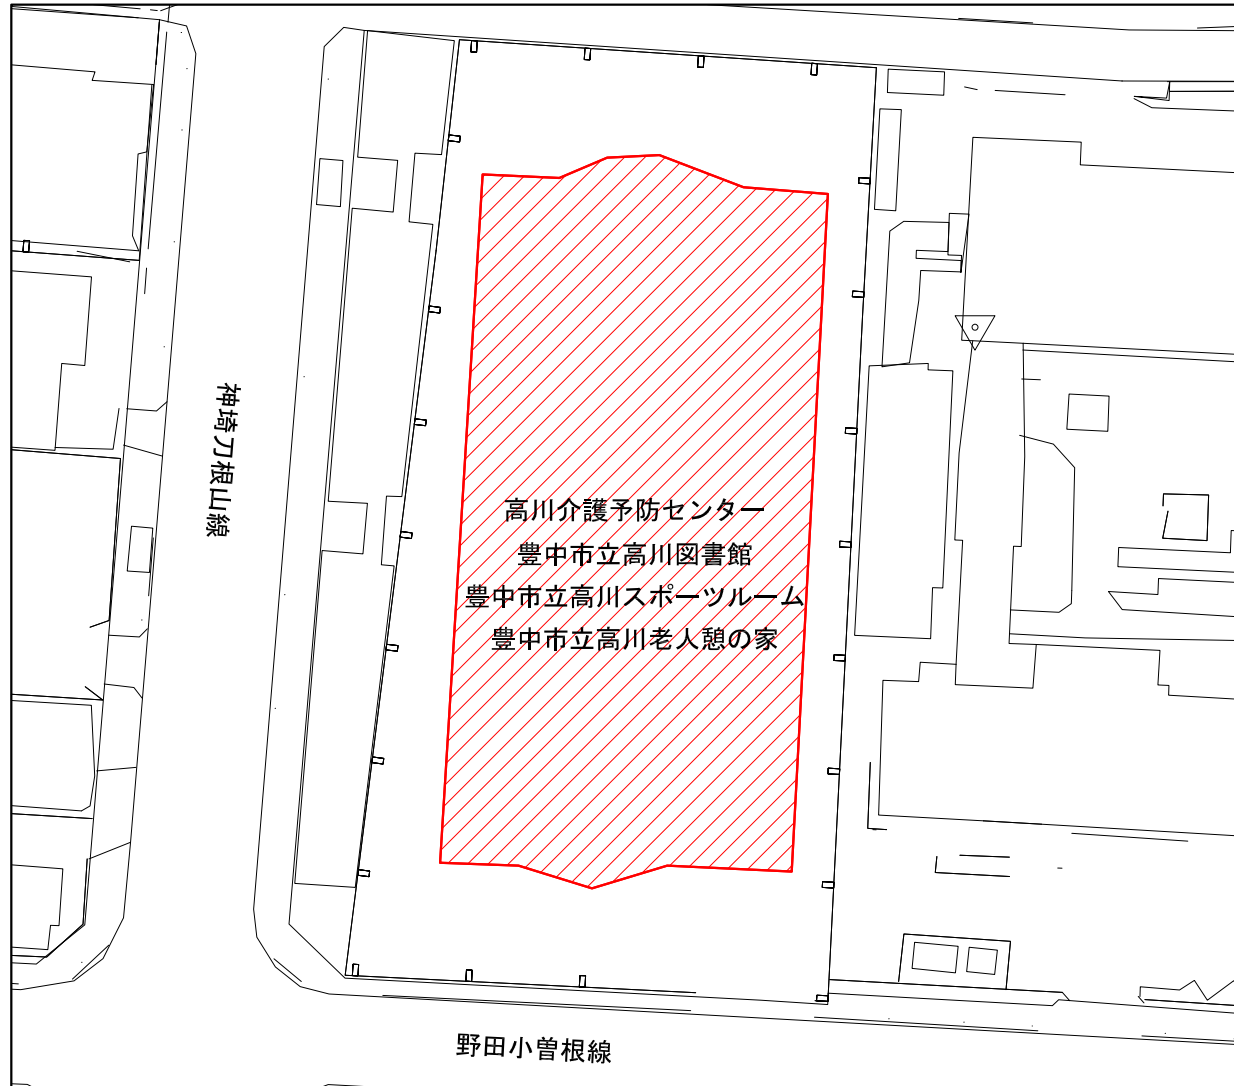 神埼刀根山線
高川介護予防センター
豊中市立高川図書館
豊中市立高川スポーツルーム
豊中市立高川老人憩の家
野田小曽根線